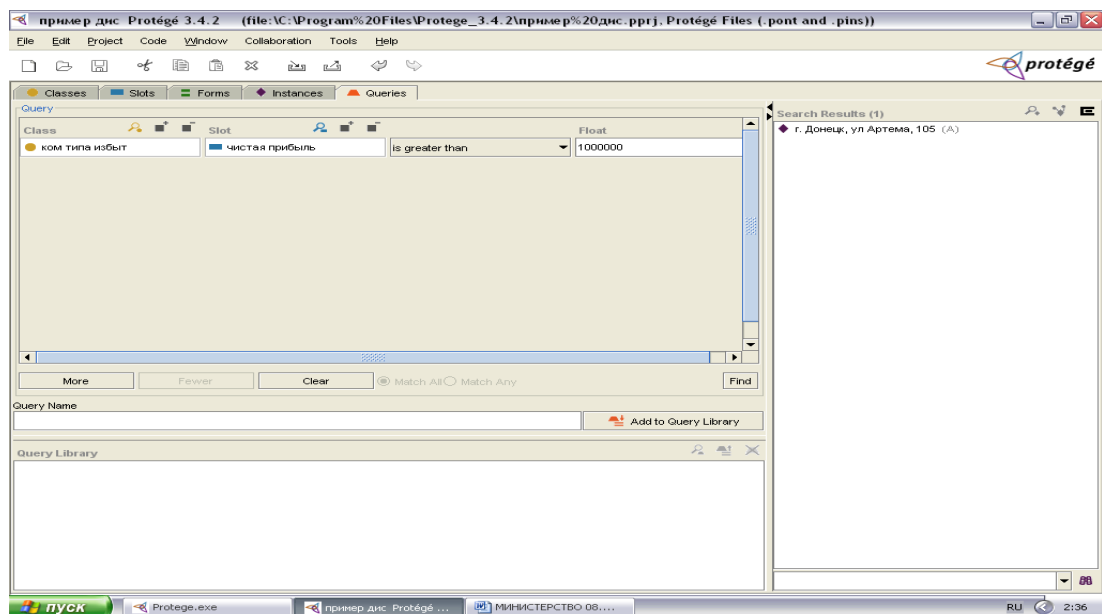 пример дис Protégé 3.4.2 (file:\C:\Program%20Files\Protege_3.4.2\пример%20дис.pprj, Protégé Files (.pont and .pins))
File Edit Project Code Window Collaboration Tools Help
protégé
Classes Slots Forms Instances Queries
Query
Class Slot Float
ком типа избыт чистая прибыль is greater than 1000000
More Fewer Clear Match All Match Any Find
Query Name
Add to Query Library
Query Library
Search Results (1)
г. Донецк, ул Артема, 105 (A)
пуск Protege.exe пример дис Protégé ... МИНИСТЕРСТВО 08.... RU 2:36